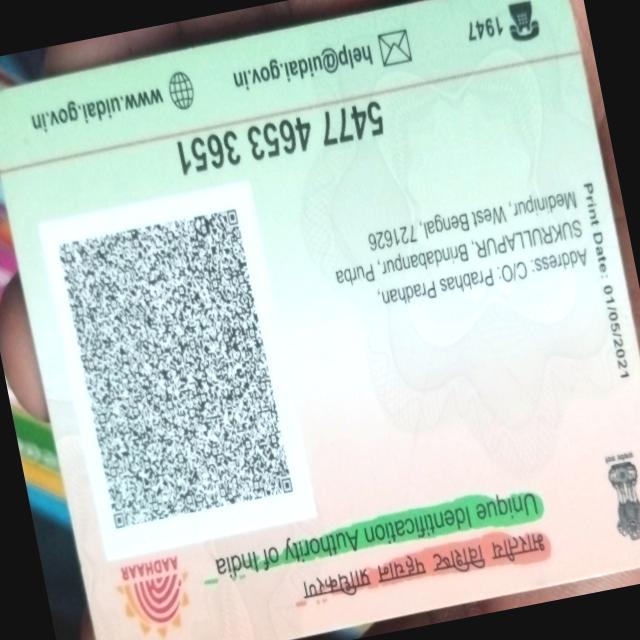 भारतीय विशिष्ट पहचान प्राधिकरण
Unique Identification Authority of India
AADHAAR
Print Date: 01/05/2021
Address: C/O: Prabhas Pradhan,
SUKRULLAPUR, Brindabanpur, Purba
Medinipur, West Bengal, 721626
5477 4653 3651
1947
help@uidai.gov.in
www.uidai.gov.in